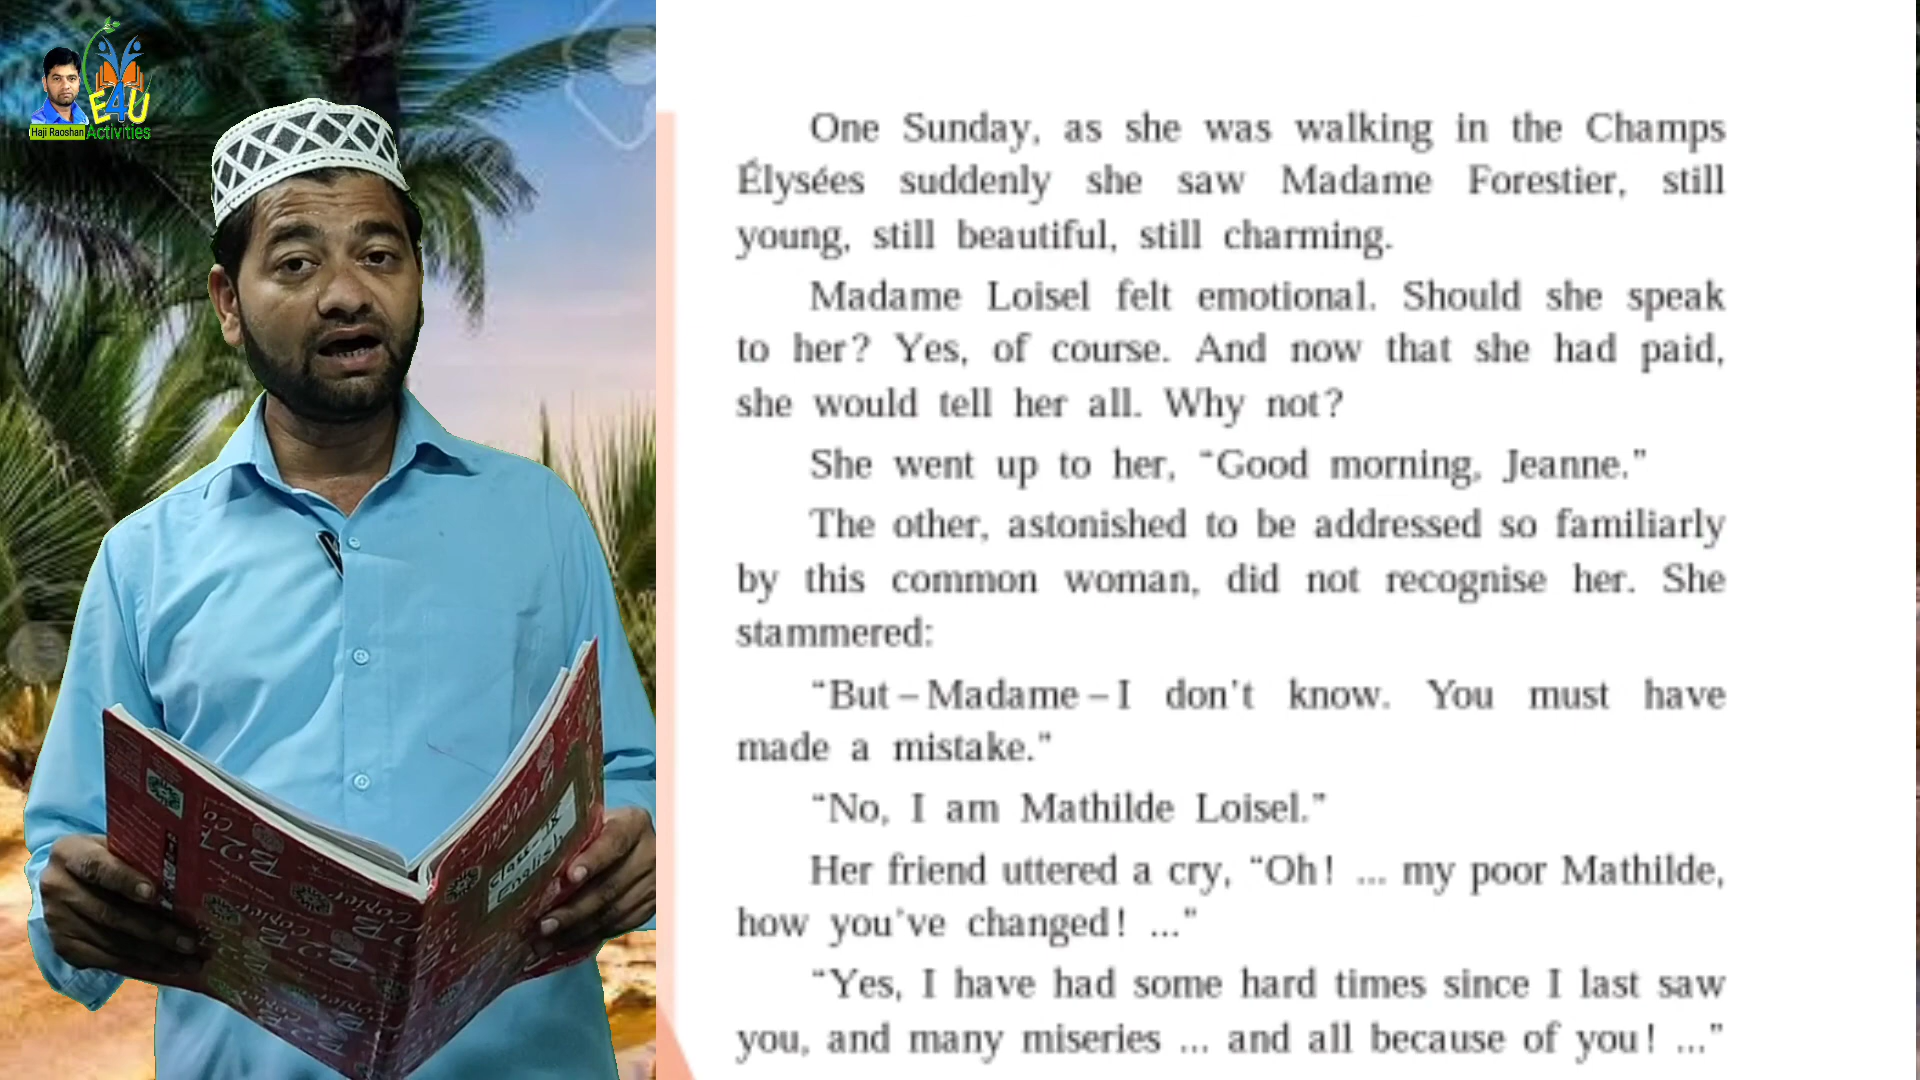 Haji Raoshan
E4U
Activities
One Sunday, as she was walking in the Champs
Élysées suddenly she saw Madame Forestier, still
young, still beautiful, still charming.
Madame Loisel felt emotional. Should she speak
to her? Yes, of course. And now that she had paid,
she would tell her all. Why not?
She went up to her, “Good morning, Jeanne.”
The other, astonished to be addressed so familiarly
by this common woman, did not recognise her. She
stammered:
“But – Madame – I don’t know. You must have
made a mistake.”
“No, I am Mathilde Loisel.”
Her friend uttered a cry, “Oh! ... my poor Mathilde,
how you’ve changed! ...”
“Yes, I have had some hard times since I last saw
you, and many miseries ... and all because of you! ...”
Class-IX
English